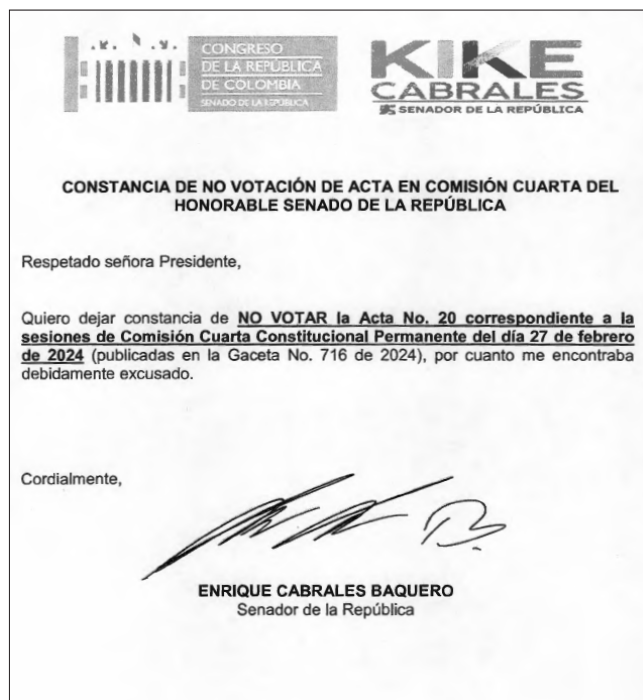 CONGRESO
DE LA REPÚBLICA
DE COLOMBIA
SENADO DE LA REPÚBLICA
KIKE
CABRALES
SENADOR DE LA REPÚBLICA
CONSTANCIA DE NO VOTACIÓN DE ACTA EN COMISIÓN CUARTA DEL
HONORABLE SENADO DE LA REPÚBLICA
Respetado señora Presidente,
Quiero dejar constancia de NO VOTAR la Acta No. 20 correspondiente a la
sesiones de Comisión Cuarta Constitucional Permanente del día 27 de febrero
de 2024 (publicadas en la Gaceta No. 716 de 2024), por cuanto me encontraba
debidamente excusado.
Cordialmente,
ENRIQUE CABRALES BAQUERO
Senador de la República